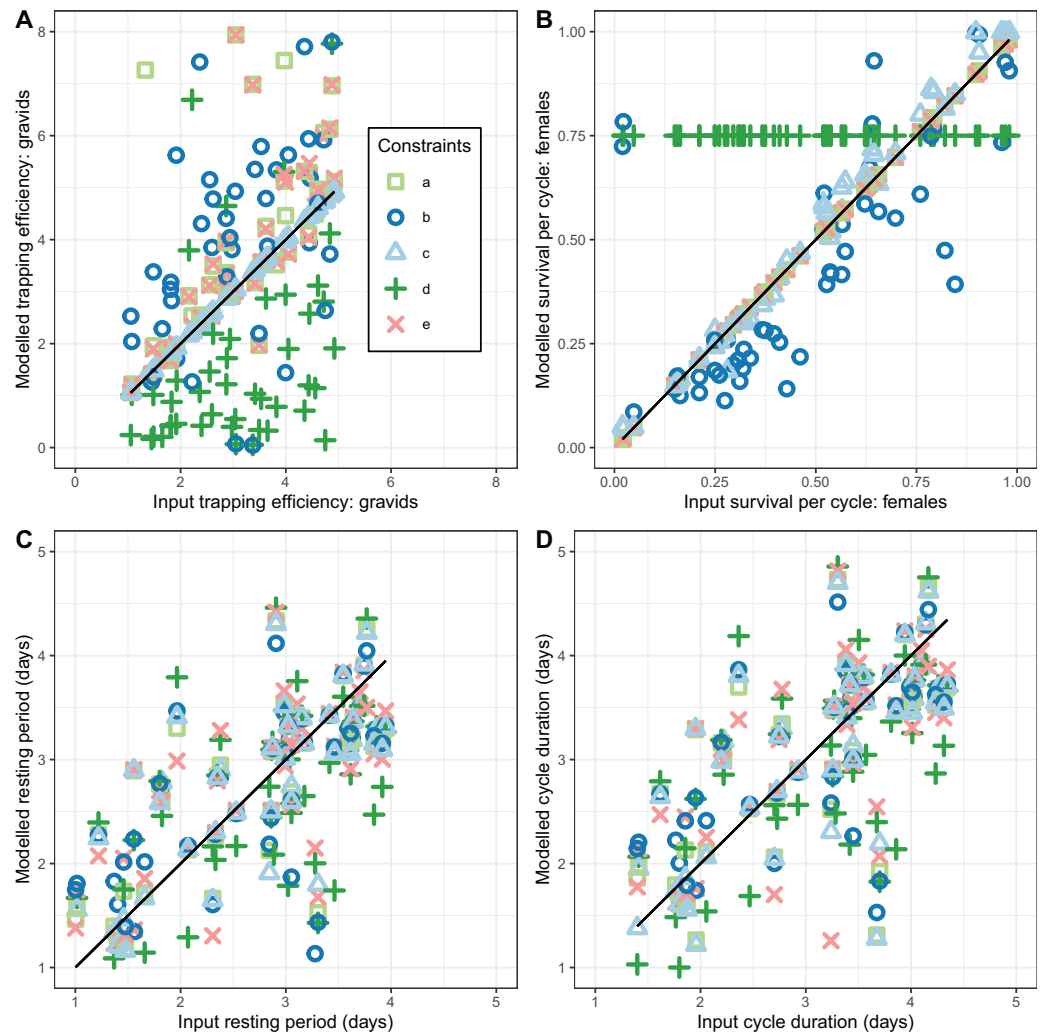 A
Modelled trapping efficiency: gravids
8
6
4
2
0
0
2
4
6
8
Input trapping efficiency: gravids
Constraints
a
b
c
d
e
B
Modelled survival per cycle: females
1.00
0.75
0.50
0.25
0.00
0.00
0.25
0.50
0.75
1.00
Input survival per cycle: females
C
Modelled resting period (days)
5
4
3
2
1
1
2
3
4
5
Input resting period (days)
D
Modelled cycle duration (days)
5
4
3
2
1
1
2
3
4
5
Input cycle duration (days)